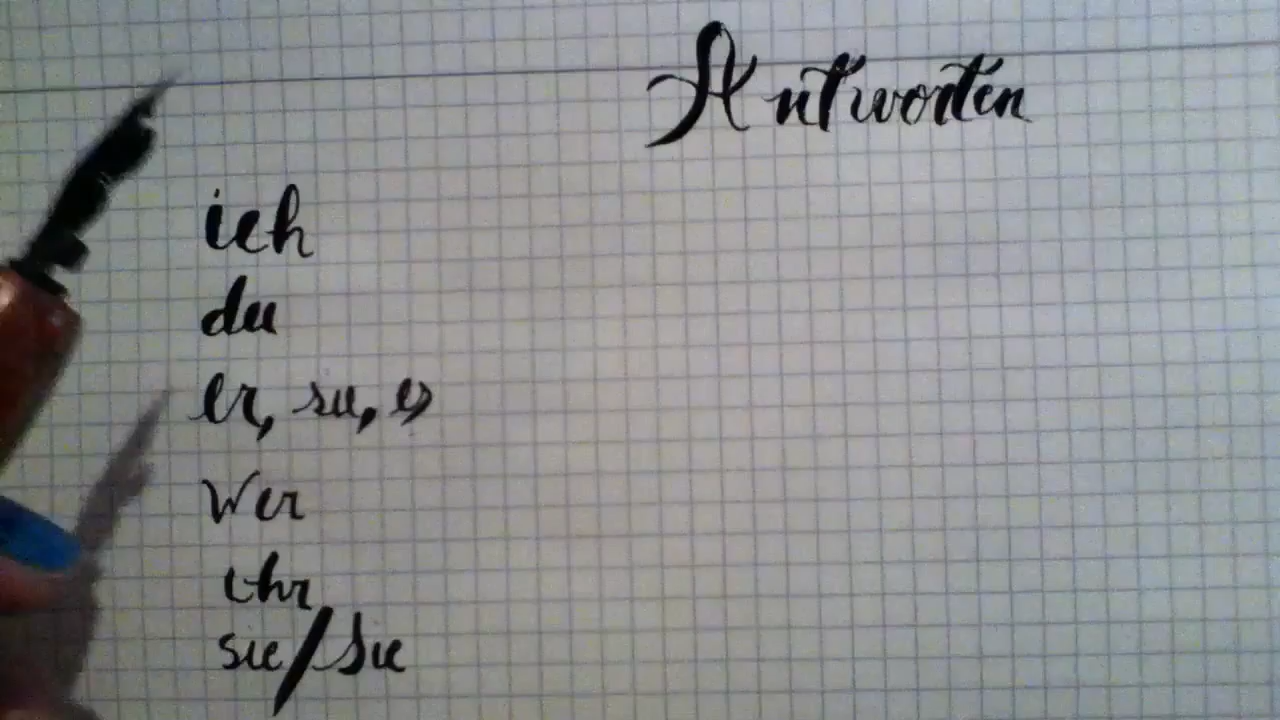 Antworten
ich
du
er, sie, es
wir
ihr
sie/Sie